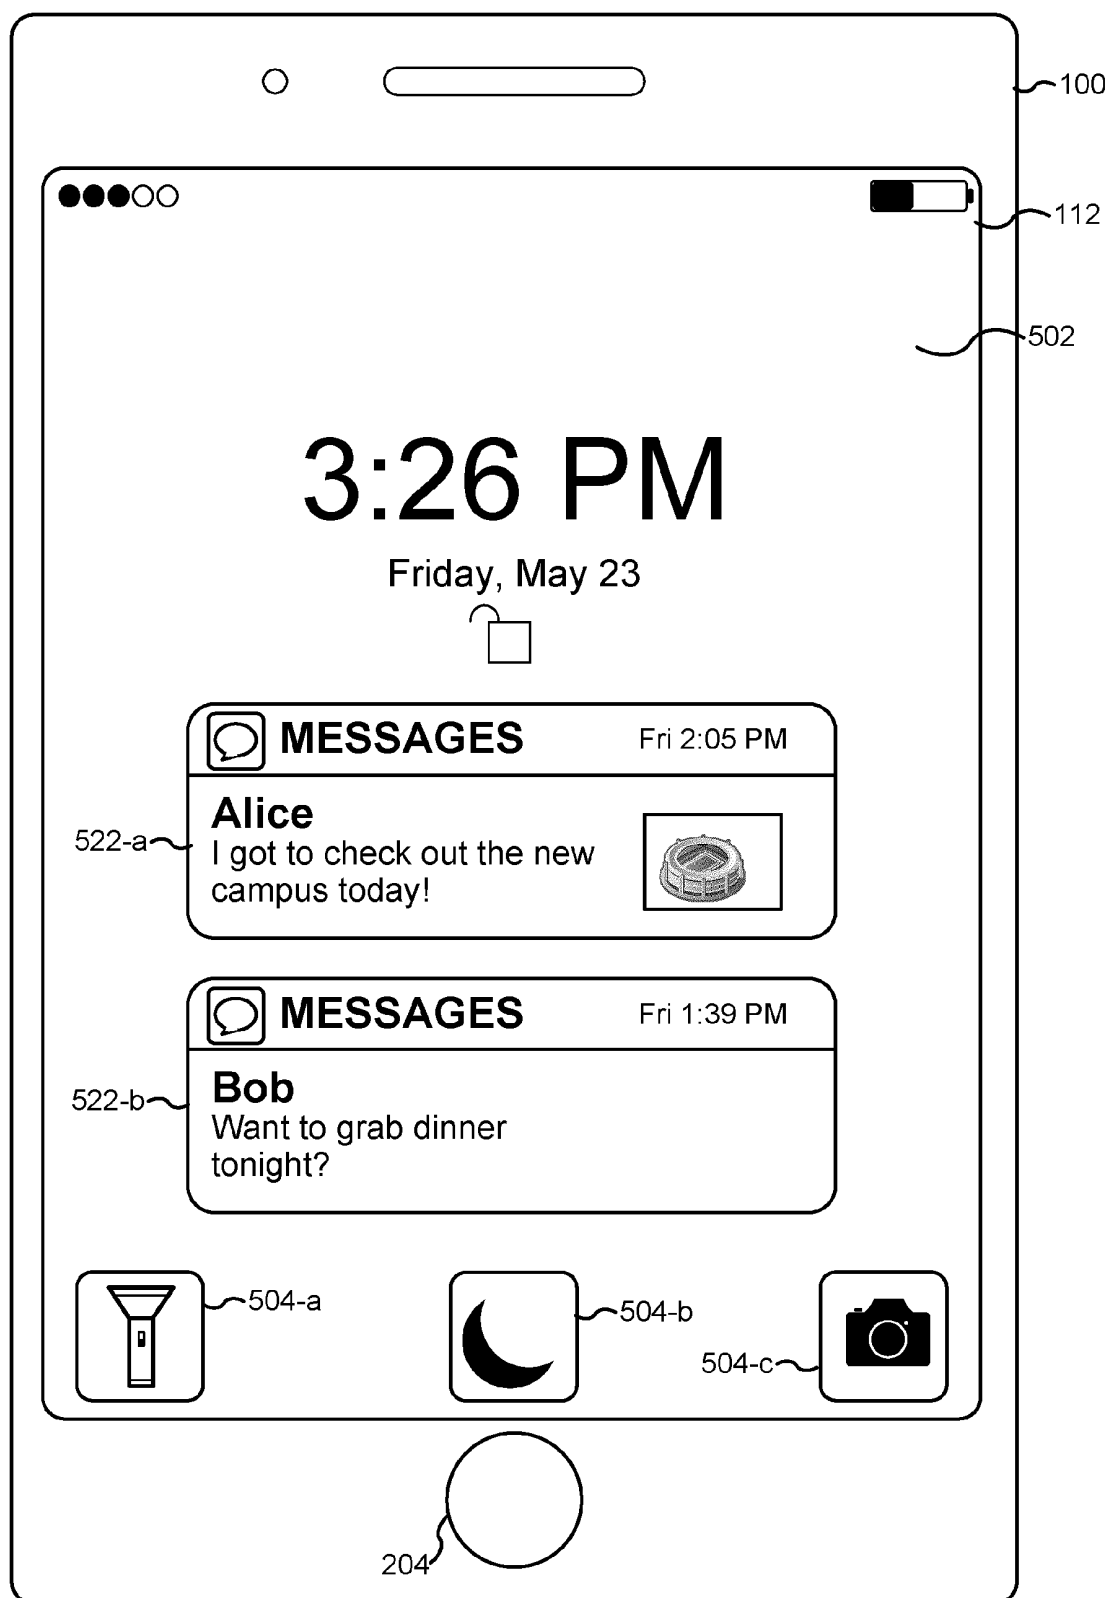 100
112
502
3:26 PM
Friday, May 23
MESSAGES Fri 2:05 PM
Alice
522-a
I got to check out the new
campus today!
MESSAGES Fri 1:39 PM
Bob
522-b
Want to grab dinner
tonight?
504-a
504-b
504-c
204